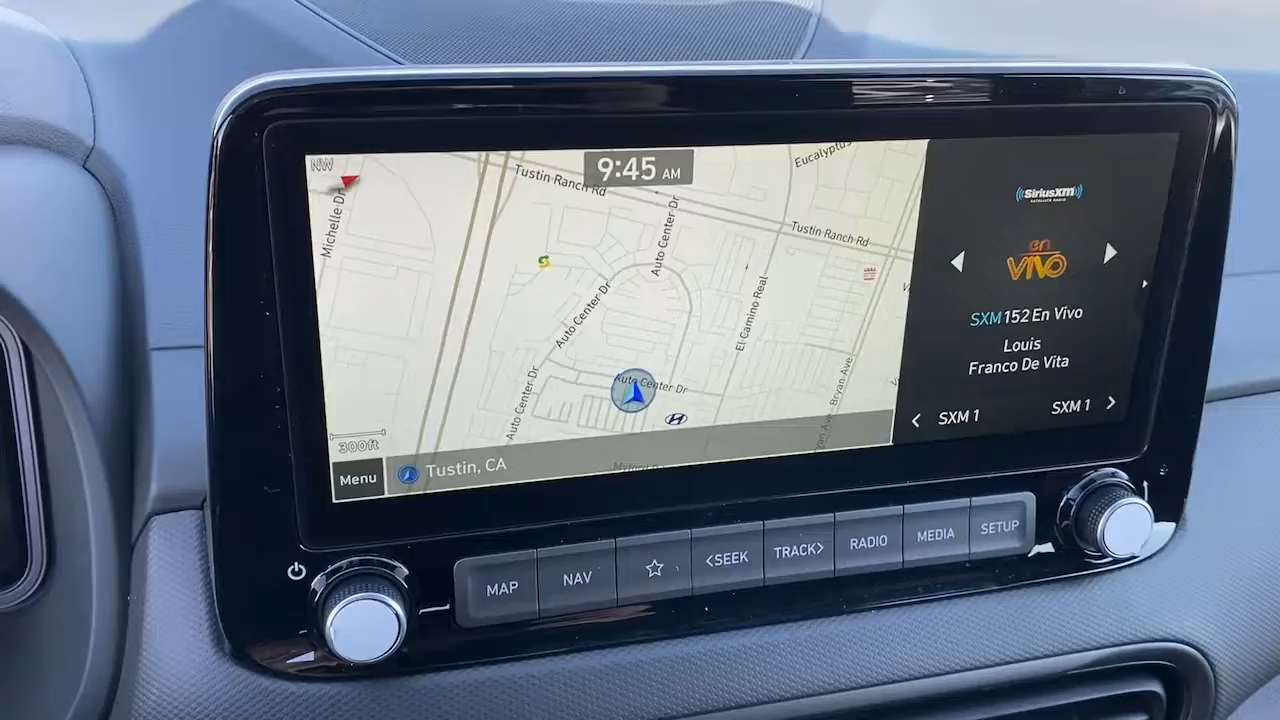 NW
9:45 AM
Eucalyptus
Tustin Ranch Rd
Tustin Ranch Rd
Michelle Dr
Auto Center Dr
Auto Center Dr
El Camino Real
Auto Center Dr
Auto Center Dr
Bryan Ave
300ft
Menu
Tustin, CA
SiriusXM
SATELLITE RADIO
en
VIVO
SXM 152 En Vivo
Louis
Franco De Vita
< SXM 1
SXM 1 >
MAP
NAV
☆
<SEEK
TRACK>
RADIO
MEDIA
SETUP